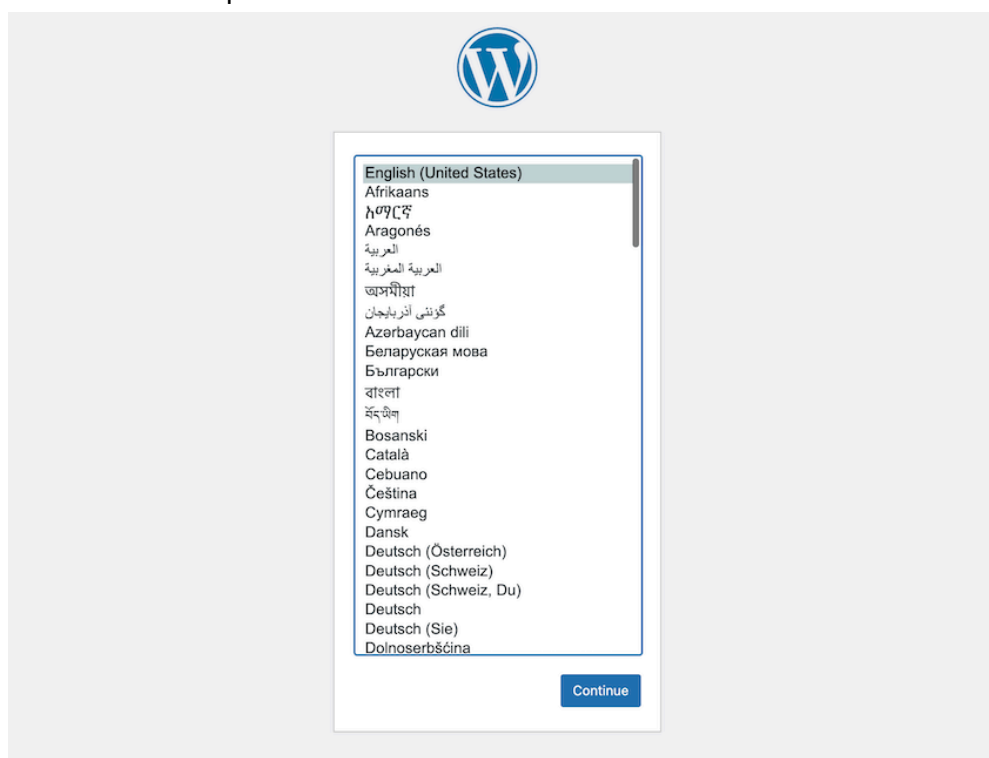 English (United States)
Afrikaans
አማርኛ
Aragonés
العربية
العربية المغربية
অসমীয়া
گؤنئی آذربایجان
Azərbaycan dili
Беларуская мова
Български
বাংলা
བོད་ཡིག
Bosanski
Català
Cebuano
Čeština
Cymraeg
Dansk
Deutsch (Österreich)
Deutsch (Schweiz)
Deutsch (Schweiz, Du)
Deutsch
Deutsch (Sie)
Dolnoserbšćina
Continue